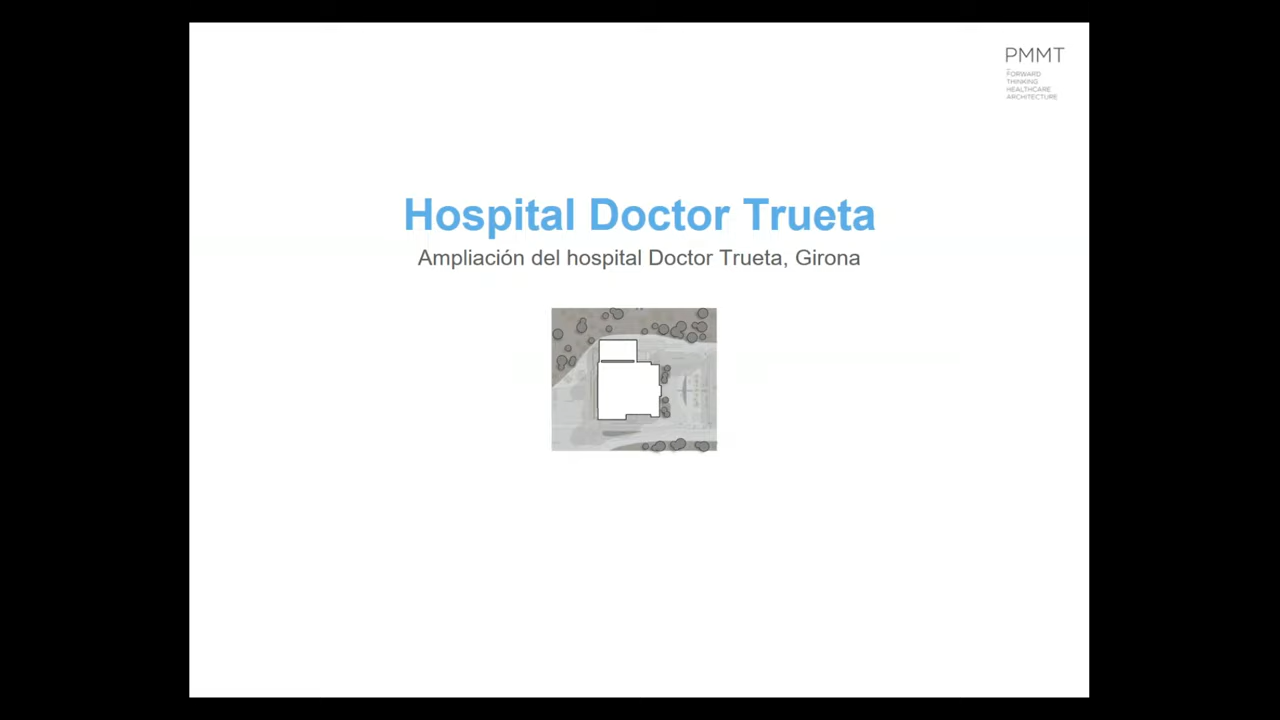 PMMT
FORWARD
THINKING
HEALTHCARE
ARCHITECTURE
Hospital Doctor Trueta
Ampliación del hospital Doctor Trueta, Girona